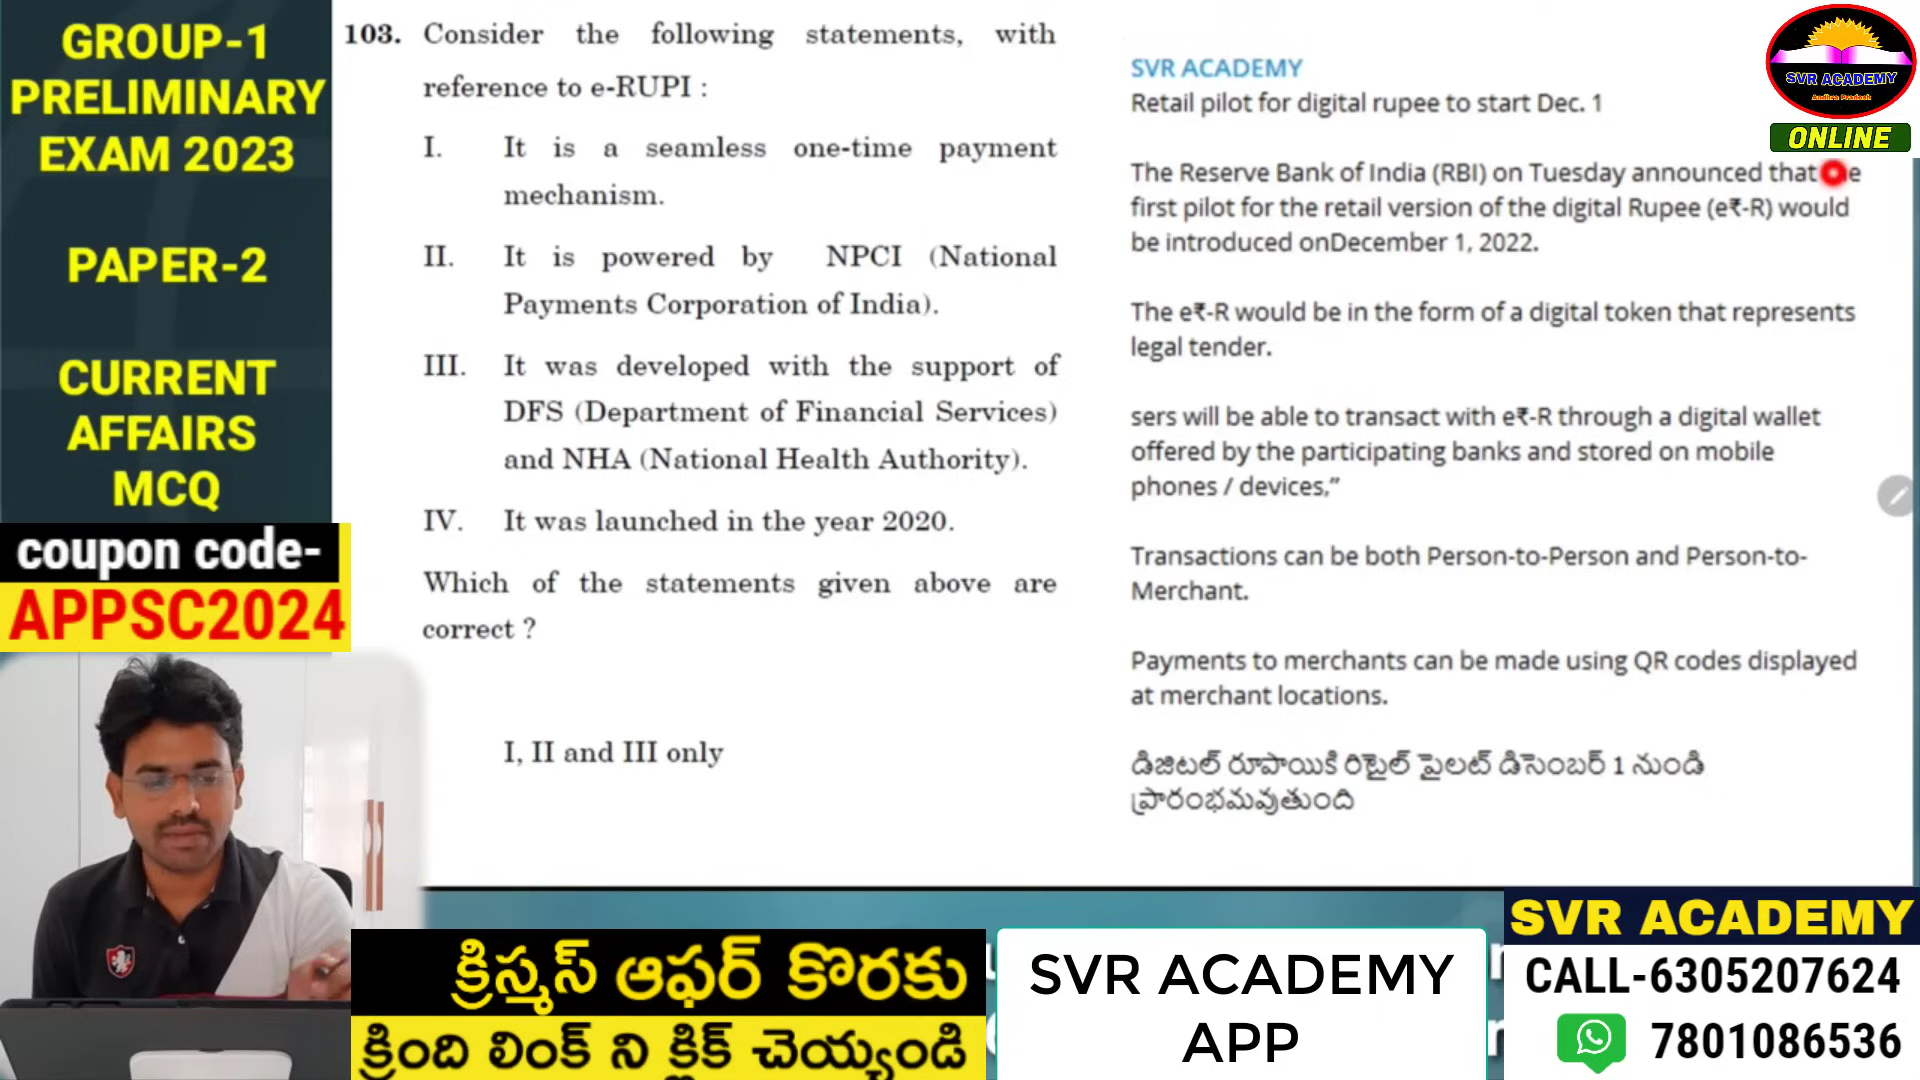 GROUP-1
PRELIMINARY
EXAM 2023
PAPER-2
CURRENT
AFFAIRS
MCQ
coupon code-
APPSC2024
103. Consider the following statements, with
reference to e-RUPI :
I. It is a seamless one-time payment
mechanism.
II. It is powered by NPCI (National
Payments Corporation of India).
III. It was developed with the support of
DFS (Department of Financial Services)
and NHA (National Health Authority).
IV. It was launched in the year 2020.
Which of the statements given above are
correct ?
I, II and III only
SVR ACADEMY
Retail pilot for digital rupee to start Dec. 1
The Reserve Bank of India (RBI) on Tuesday announced that
first pilot for the retail version of the digital Rupee (e₹-R) would
be introduced onDecember 1, 2022.
The e₹-R would be in the form of a digital token that represents
legal tender.
sers will be able to transact with e₹-R through a digital wallet
offered by the participating banks and stored on mobile
phones / devices,”
Transactions can be both Person-to-Person and Person-to-
Merchant.
Payments to merchants can be made using QR codes displayed
at merchant locations.
డిజిటల్ రూపాయికి రిటైల్ పైలట్ డిసెంబర్ 1 నుండి
ప్రారంభమవుతుంది
SVR ACADEMY
Andhra Pradesh
ONLINE
క్రిస్మస్ ఆఫర్ కొరకు
క్రింది లింక్ ని క్లిక్ చెయ్యండి
SVR ACADEMY
APP
SVR ACADEMY
CALL-6305207624
7801086536